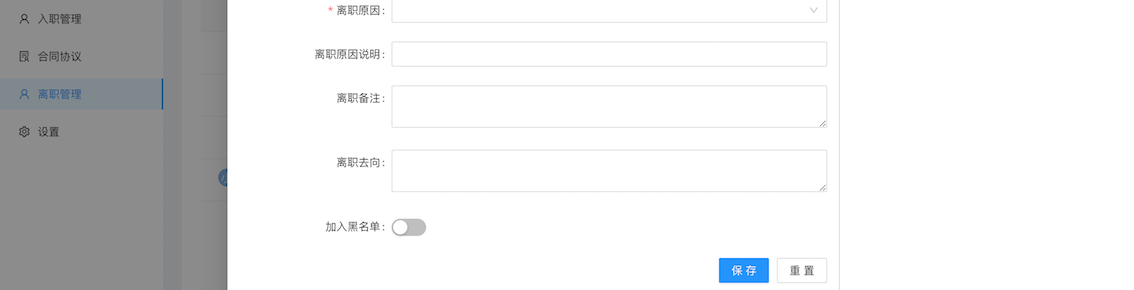 入职管理
合同协议
离职管理
设置
* 离职原因：
离职原因说明：
离职备注：
离职去向：
加入黑名单：
保 存
重 置